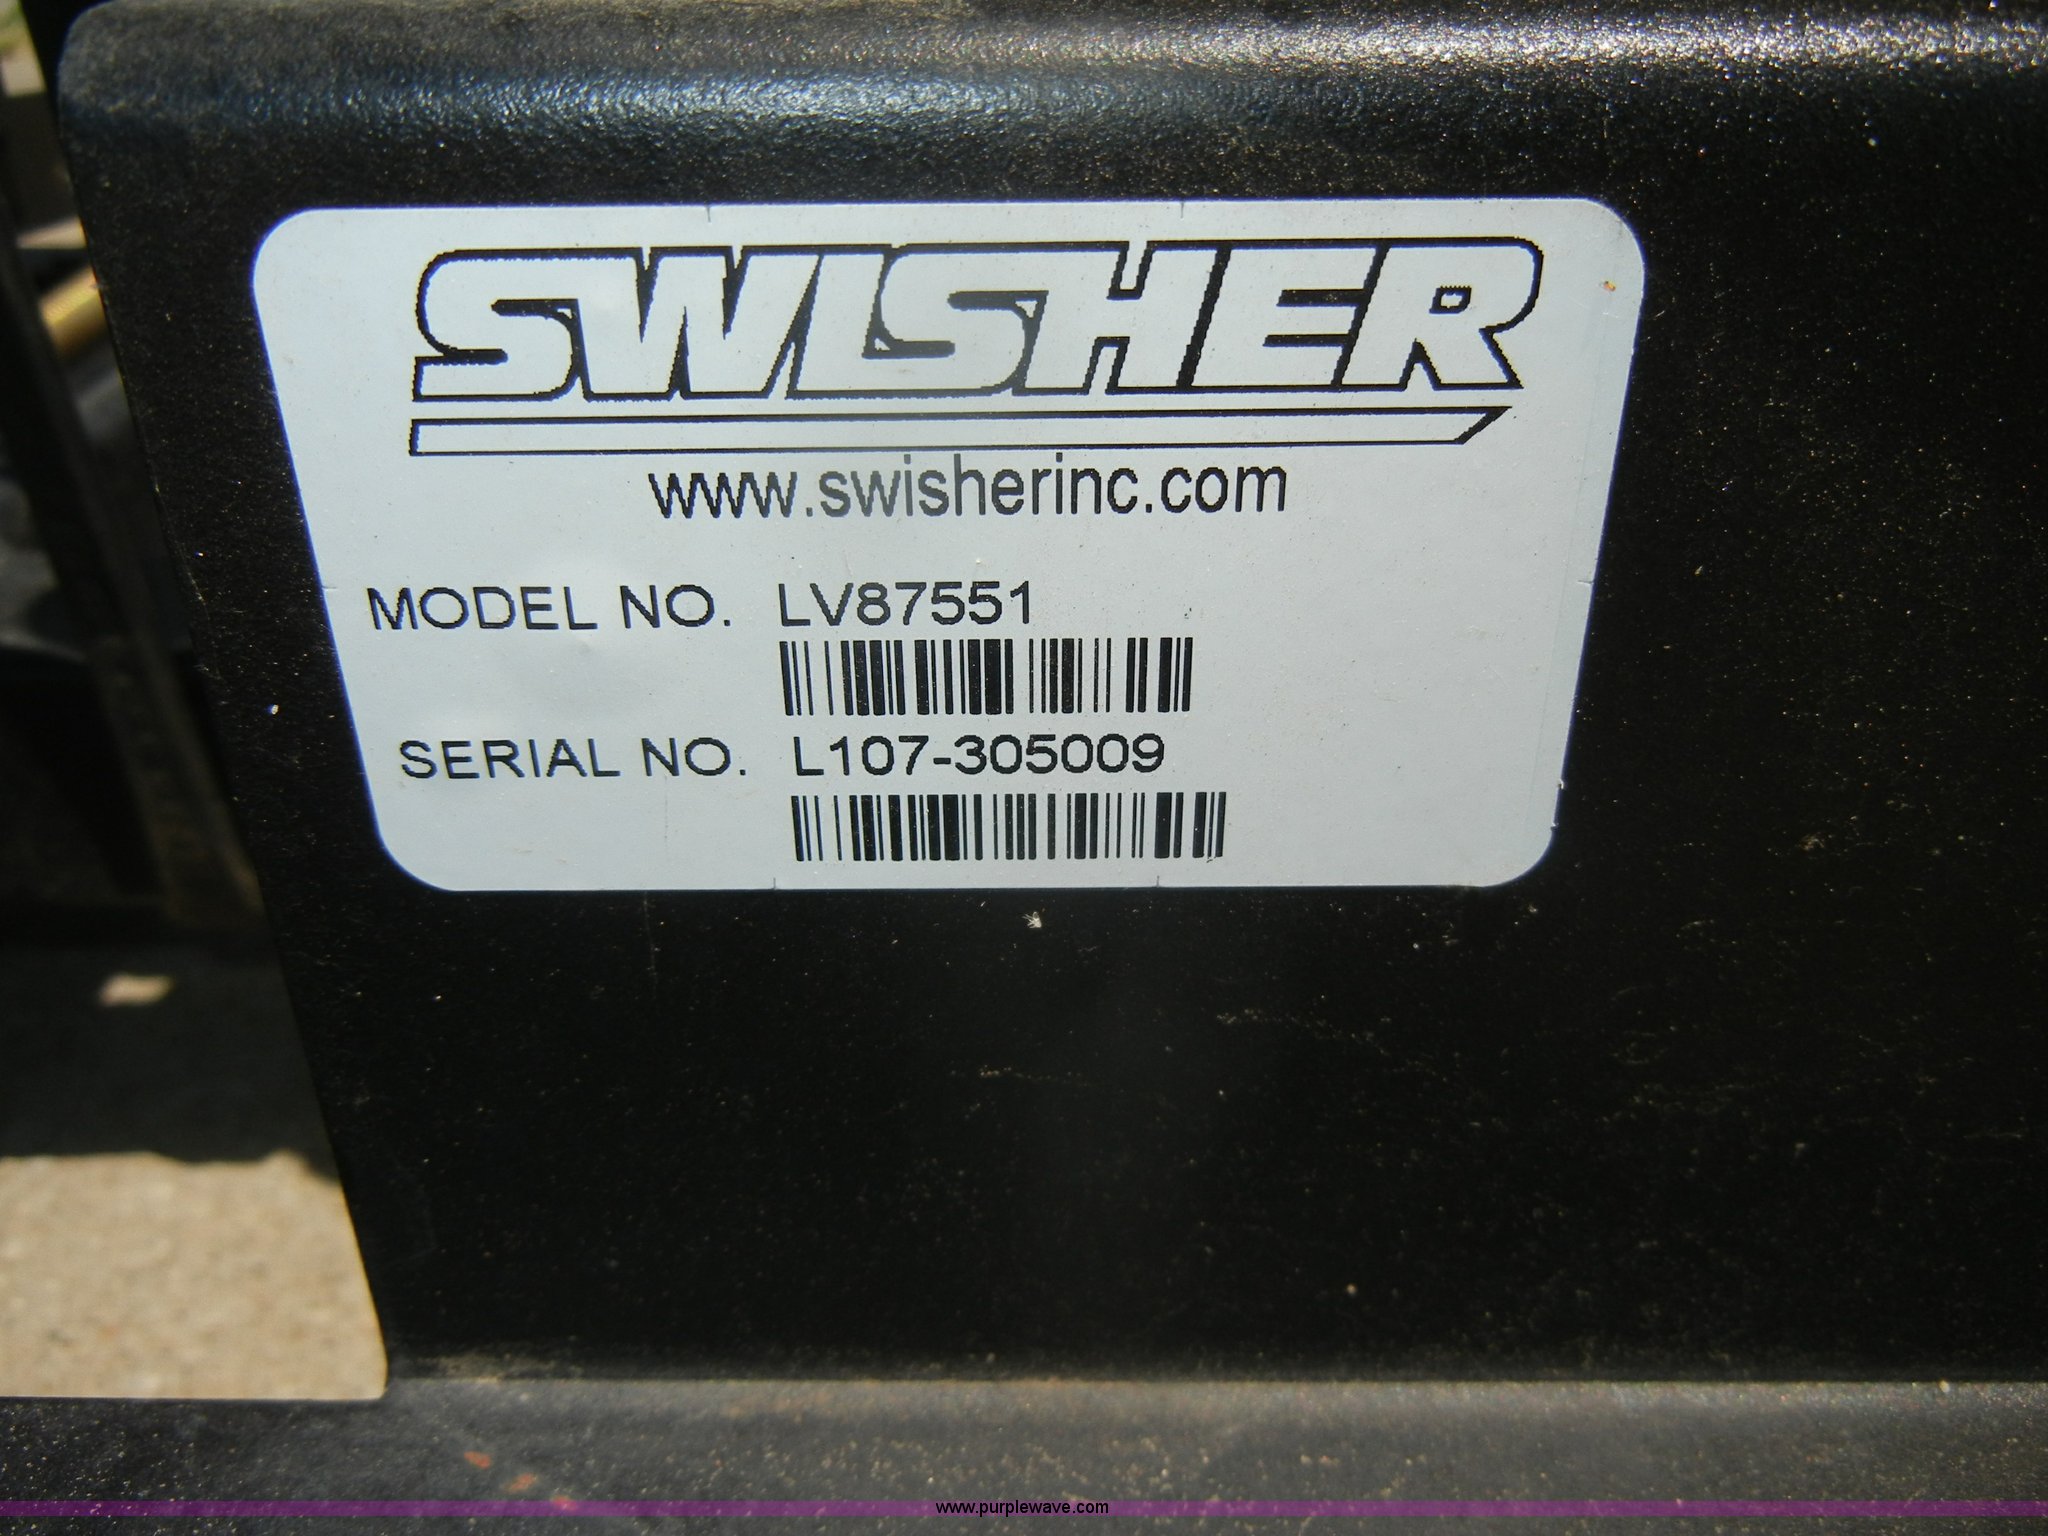 SWISHER
www.swisherinc.com
MODEL NO. LV87551
SERIAL NO. L107-305009
www.purplewave.com